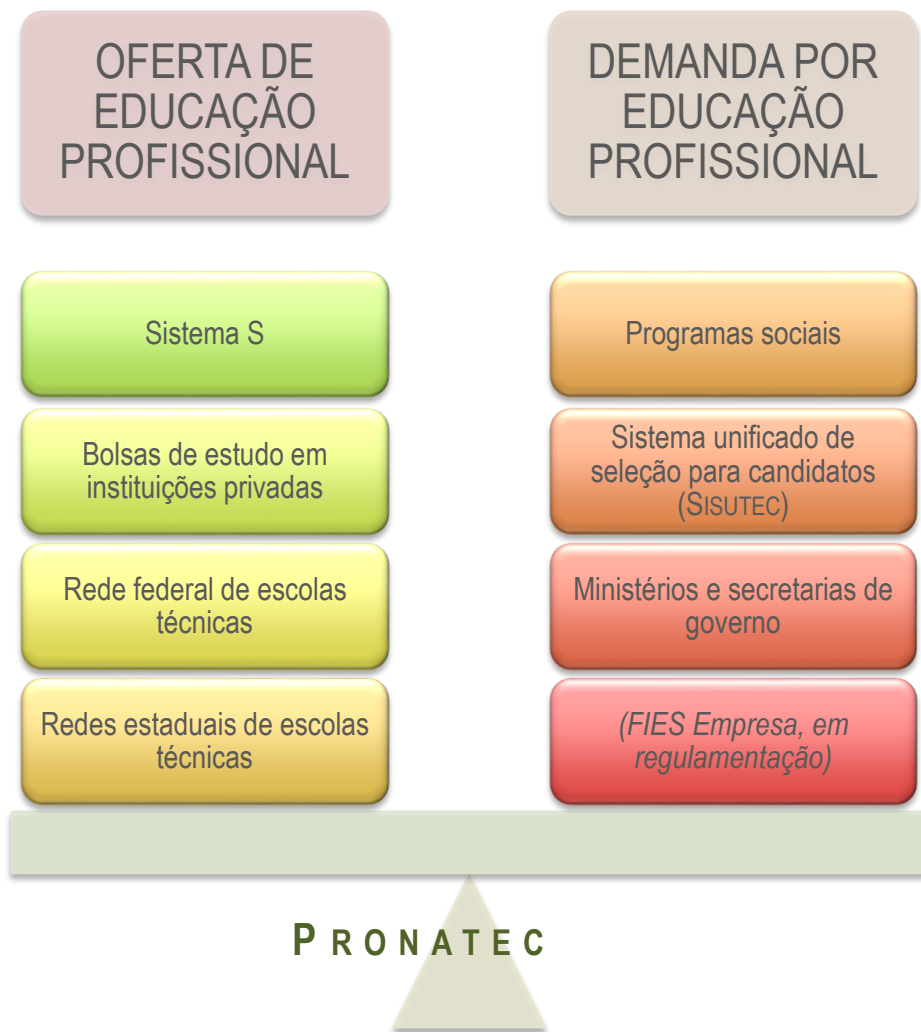 OFERTA DE
EDUCAÇÃO
PROFISSIONAL
Sistema S
Bolsas de estudo em
instituições privadas
Rede federal de escolas
técnicas
Redes estaduais de escolas
técnicas
DEMANDA POR
EDUCAÇÃO
PROFISSIONAL
Programas sociais
Sistema unificado de
seleção para candidatos
(SISUTEC)
Ministérios e secretarias de
governo
(FIES Empresa, em
regulamentação)
PRONATEC